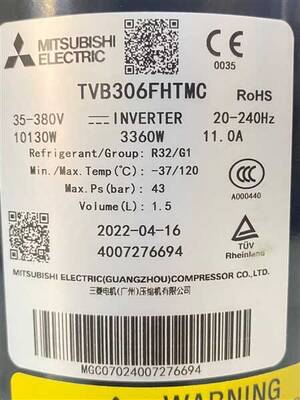 MITSUBISHI
ELECTRIC
CE
0035
TVB306FHTMC
RoHS
35-380V
INVERTER
20-240Hz
10130W
3360W
11.0A
Refrigerant/Group: R32/G1
Min./Max.Temp(℃): -37/120
Max.Ps(bar): 43
Volume(L): 1.5
CCC
A000440
2022-04-16
4007276694
TÜV
Rheinland
MITSUBISHI ELECTRIC(GUANGZHOU)COMPRESSOR CO.,LTD.
三菱电机(广州)压缩机有限公司
MGC07024007276694
WARNING